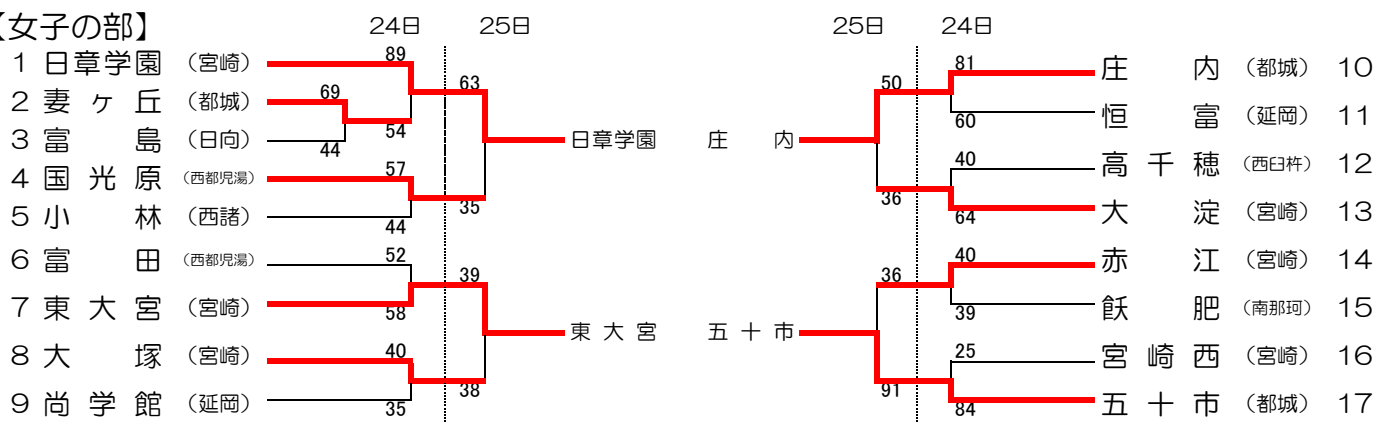 【女子の部】 24日 25日 25日 24日
1 日章学園 （宮崎） 89 81 庄 内 （都城） 10
63 50
2 妻ヶ丘 （都城） 69 60 恒 富 （延岡） 11
54
3 富 島 （日向） 44 日章学園 庄 内
4 国光原 （西都児湯） 57 40 高千穂 （西臼杵） 12
35 36
5 小 林 （西諸） 44 64 大 淀 （宮崎） 13
6 富 田 （西都児湯） 52 40 赤 江 （宮崎） 14
39 36
7 東大宮 （宮崎） 58 39 飫 肥 （南那珂） 15
東大宮 五十市
8 大 塚 （宮崎） 40 25 宮崎西 （宮崎） 16
38 91
9 尚学館 （延岡） 35 84 五十市 （都城） 17